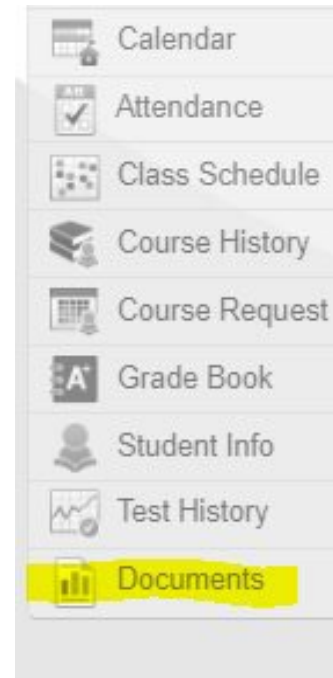 Calendar
Attendance
Class Schedule
Course History
Course Request
Grade Book
Student Info
Test History
Documents